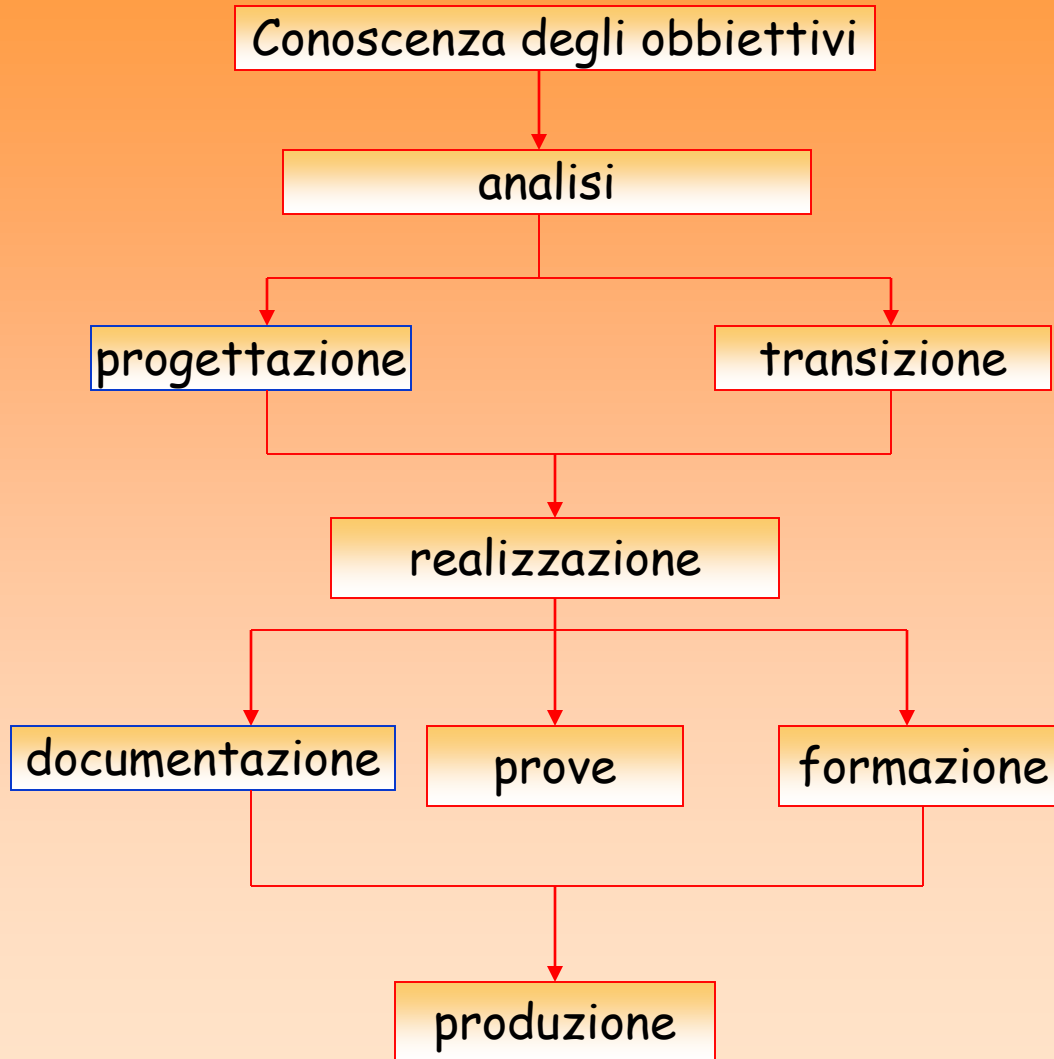 Conoscenza degli obbiettivi
analisi
progettazione
transizione
realizzazione
documentazione
prove
formazione
produzione